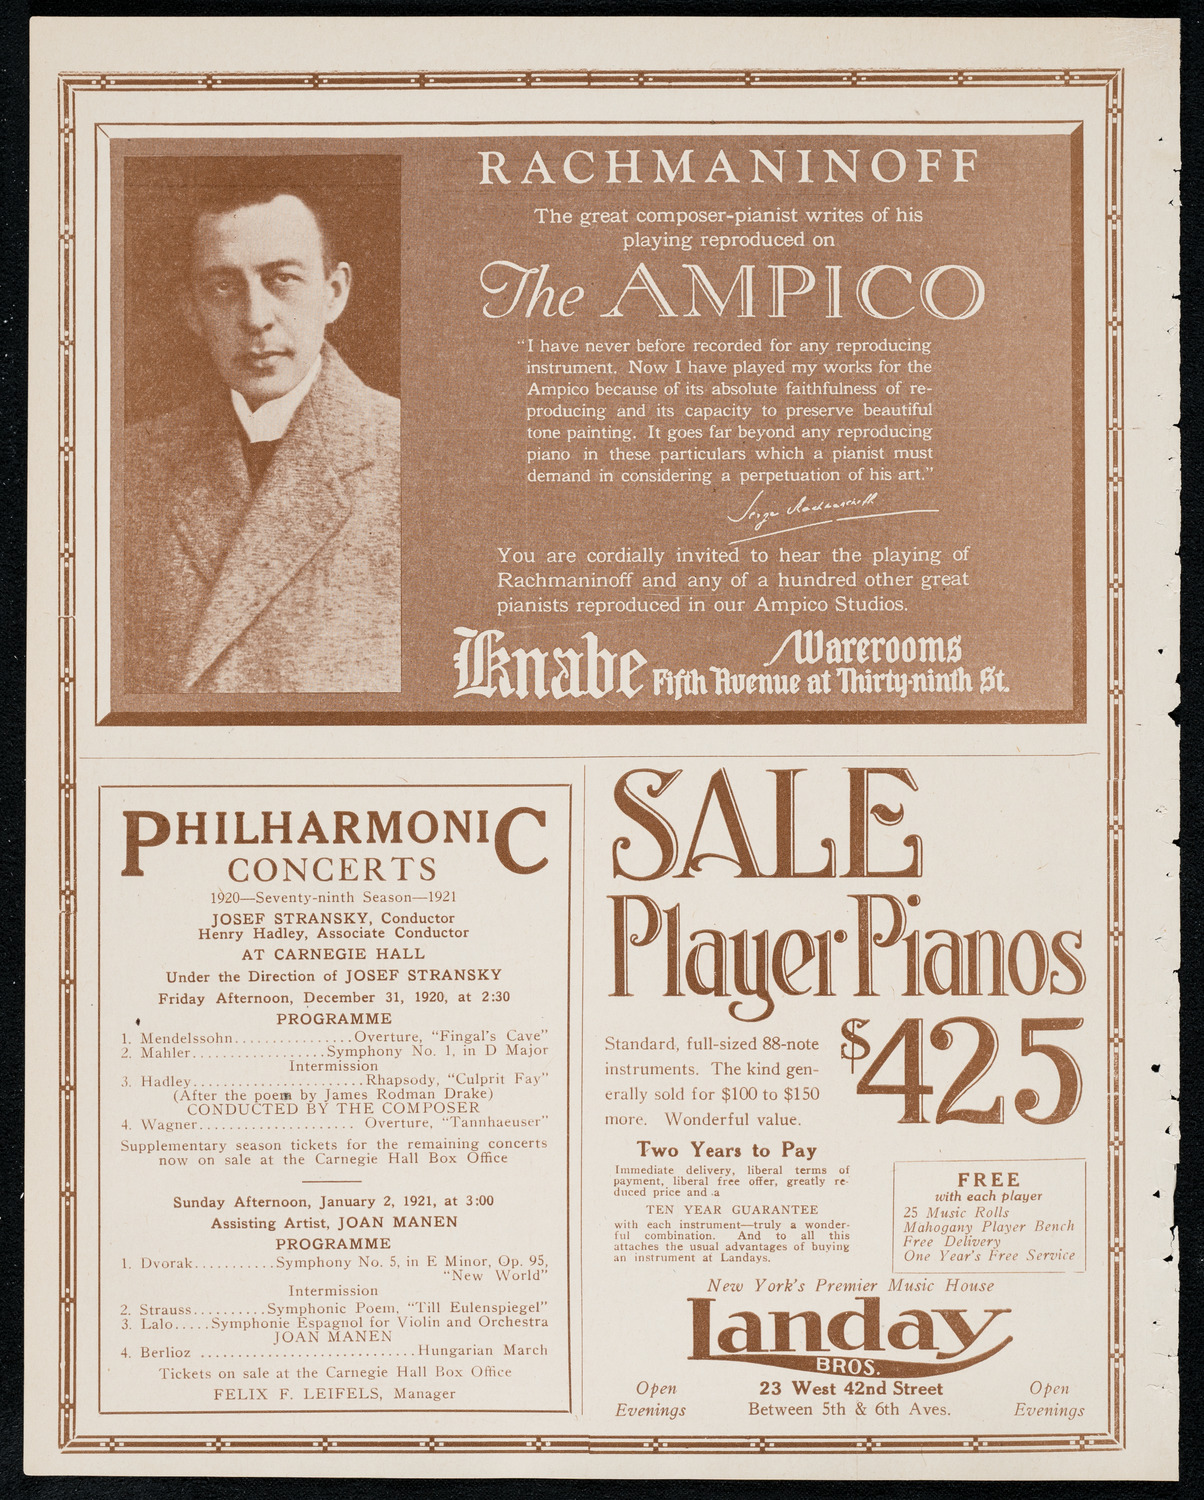 RACHMANINOFF
The great composer-pianist writes of his
playing reproduced on
The AMPICO
"I have never before recorded for any reproducing
instrument. Now I have played my works for the
Ampico because of its absolute faithfulness of re-
producing and its capacity to preserve beautiful
tone painting. It goes far beyond any reproducing
piano in these particulars which a pianist must
demand in considering a perpetuation of his art."
Serge Rachmaninoff
You are cordially invited to hear the playing of
Rachmaninoff and any of a hundred other great
pianists reproduced in our Ampico Studios.
Knabe Warerooms
Fifth Avenue at Thirty-ninth St.
PHILHARMONIC
CONCERTS
1920—Seventy-ninth Season—1921
JOSEF STRANSKY, Conductor
Henry Hadley, Associate Conductor
AT CARNEGIE HALL
Under the Direction of JOSEF STRANSKY
Friday Afternoon, December 31, 1920, at 2:30
PROGRAMME
1. Mendelssohn...............Overture, "Fingal's Cave"
2. Mahler.................Symphony No. 1, in D Major
Intermission
3. Hadley......................Rhapsody, "Culprit Fay"
(After the poem by James Rodman Drake)
CONDUCTED BY THE COMPOSER
4. Wagner.................... Overture, "Tannhaeuser"
Supplementary season tickets for the remaining concerts
now on sale at the Carnegie Hall Box Office
Sunday Afternoon, January 2, 1921, at 3:00
Assisting Artist, JOAN MANEN
PROGRAMME
1. Dvorak..........Symphony No. 5, in E Minor, Op. 95,
"New World"
Intermission
2. Strauss..........Symphonic Poem, "Till Eulenspiegel"
3. Lalo.....Symphonie Espagnol for Violin and Orchestra
JOAN MANEN
4. Berlioz ...........................Hungarian March
Tickets on sale at the Carnegie Hall Box Office
FELIX F. LEIFELS, Manager
SALE
Player Pianos
$425
Standard, full-sized 88-note
instruments. The kind gen-
erally sold for $100 to $150
more. Wonderful value.
Two Years to Pay
Immediate delivery, liberal terms of
payment, liberal free offer, greatly re-
duced price and a
TEN YEAR GUARANTEE
with each instrument—truly a wonder-
ful combination. And to all this
attaches the usual advantages of buying
an instrument at Landays.
FREE
with each player
25 Music Rolls
Mahogany Player Bench
Free Delivery
One Year's Free Service
New York's Premier Music House
Landay
BROS.
Open
Evenings
23 West 42nd Street
Between 5th & 6th Aves.
Open
Evenings